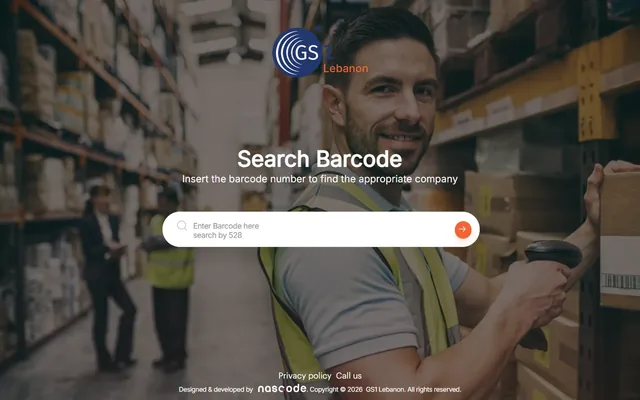 GS
Lebanon
Search Barcode
Insert the barcode number to find the appropriate company
Enter Barcode here
search by 528
Privacy policy Call us
Designed & developed by nascode. Copyright © 2026 GS1 Lebanon. All rights reserved.